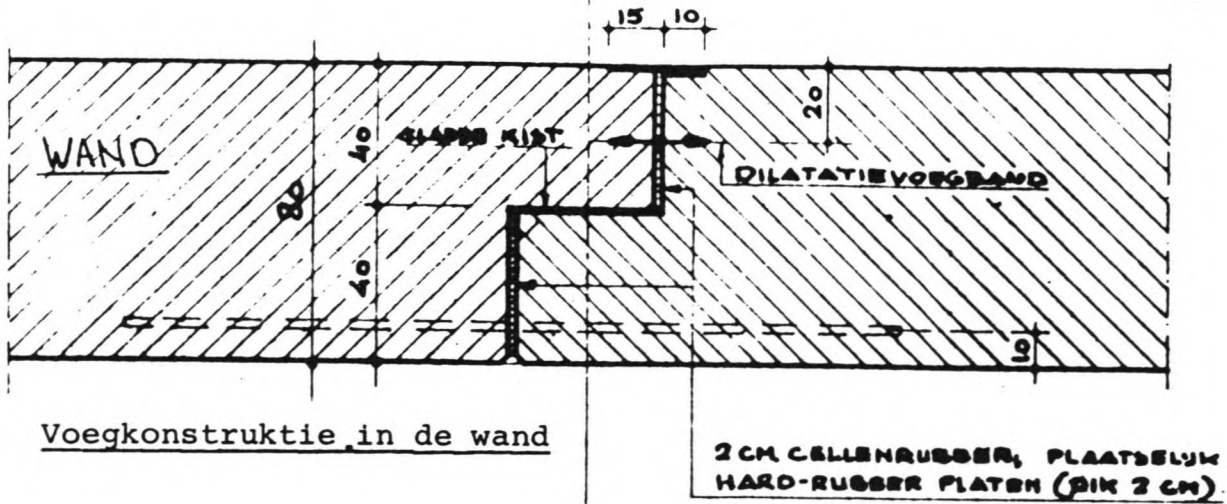 15 10
20
WAND
40
80
KIST
DILATATIEVOEGBAND
40
10
Voegkonstruktie in de wand
2 CM CELLENRUBBER, PLAATSELIJK
HARD-RUBBER PLATEN (DIK 2 CM)